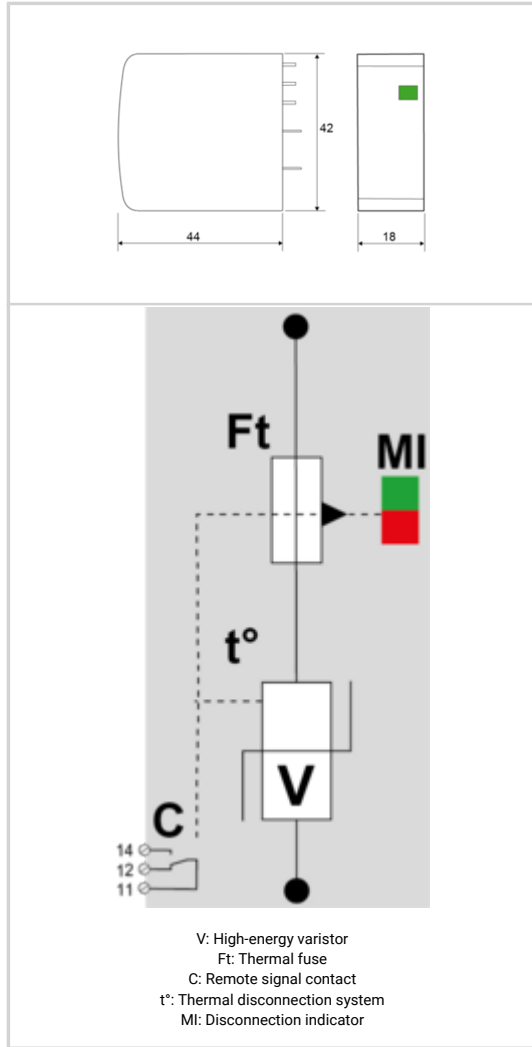 42
44
18
Ft
MI
t°
V
C
14
12
11
V: High-energy varistor
Ft: Thermal fuse
C: Remote signal contact
t°: Thermal disconnection system
MI: Disconnection indicator